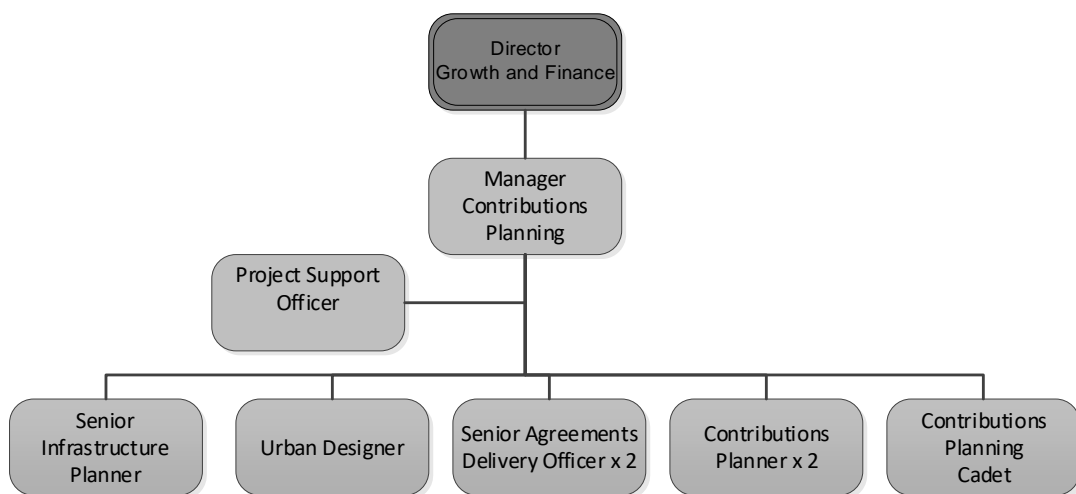 Director
Growth and Finance
Manager
Contributions
Planning
Project Support
Officer
Senior
Infrastructure
Planner
Urban Designer
Senior Agreements
Delivery Officer x 2
Contributions
Planner x 2
Contributions
Planning
Cadet